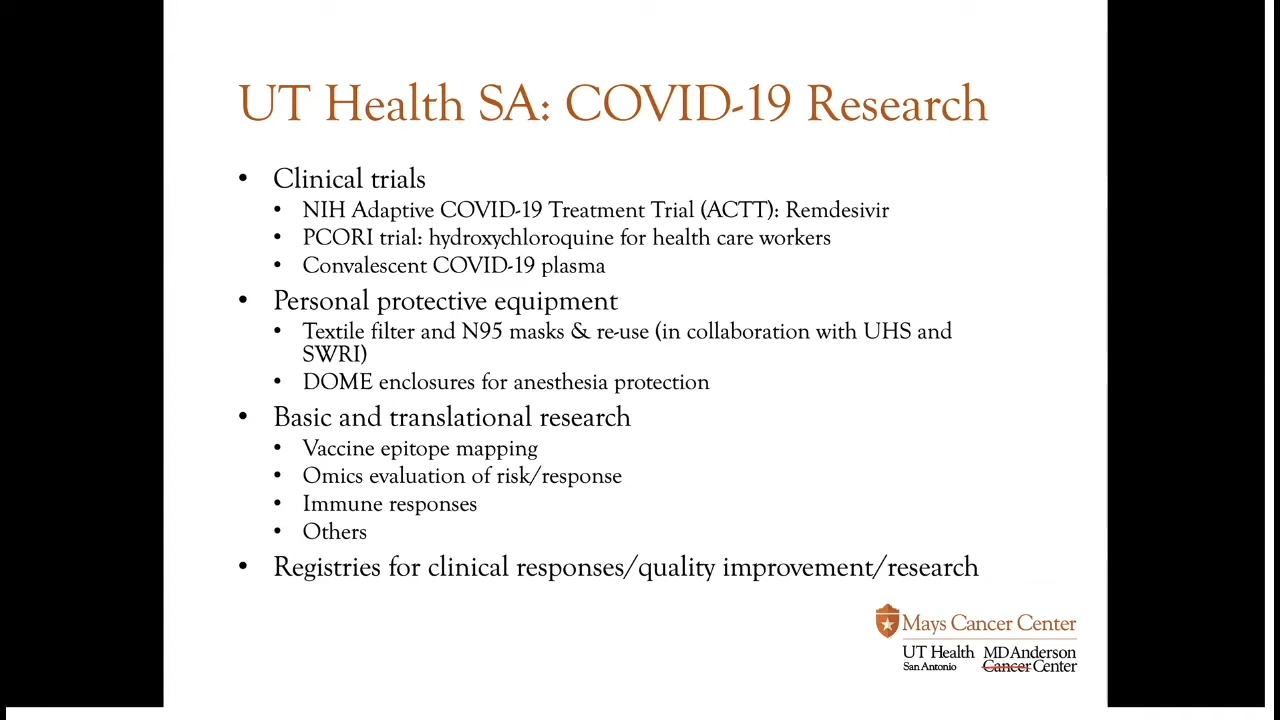 UT Health SA: COVID-19 Research
• Clinical trials
• NIH Adaptive COVID-19 Treatment Trial (ACTT): Remdesivir
• PCORI trial: hydroxychloroquine for health care workers
• Convalescent COVID-19 plasma
• Personal protective equipment
• Textile filter and N95 masks & re-use (in collaboration with UHS and
SWRI)
• DOME enclosures for anesthesia protection
• Basic and translational research
• Vaccine epitope mapping
• Omics evaluation of risk/response
• Immune responses
• Others
• Registries for clinical responses/quality improvement/research
Mays Cancer Center
UT Health MD Anderson
San Antonio Cancer Center